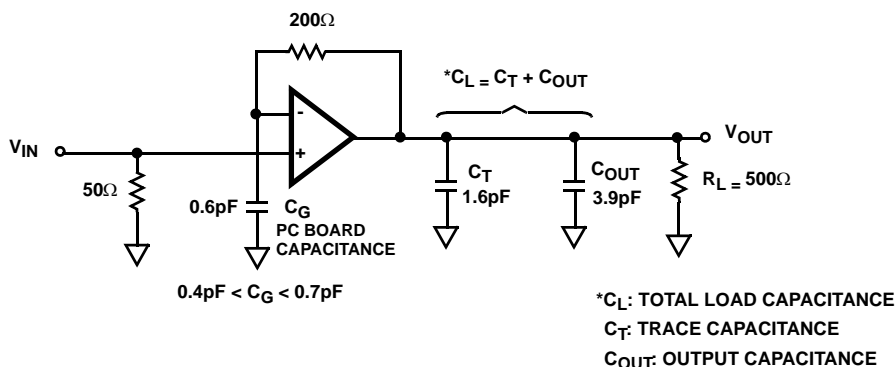 200Ω
*CL = CT + COUT
-
+
VIN
VOUT
50Ω
0.6pF
CG
PC BOARD
CAPACITANCE
CT
1.6pF
COUT
3.9pF
RL = 500Ω
0.4pF < CG < 0.7pF
*CL: TOTAL LOAD CAPACITANCE
CT: TRACE CAPACITANCE
COUT: OUTPUT CAPACITANCE